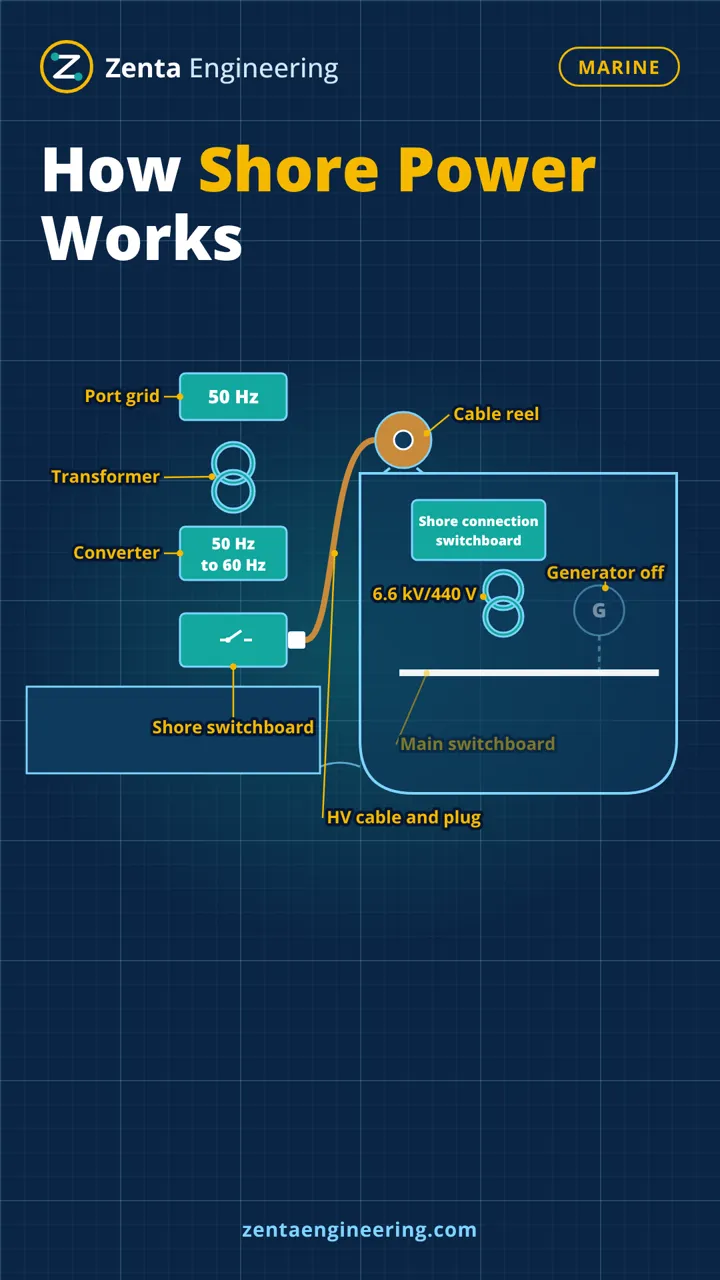 Zenta Engineering
MARINE
How Shore Power
Works
Port grid
50 Hz
Cable reel
Transformer
Shore connection
switchboard
Converter
50 Hz
to 60 Hz
Generator off
6.6 kV/440 V
G
Shore switchboard
Main switchboard
HV cable and plug
zentaengineering.com